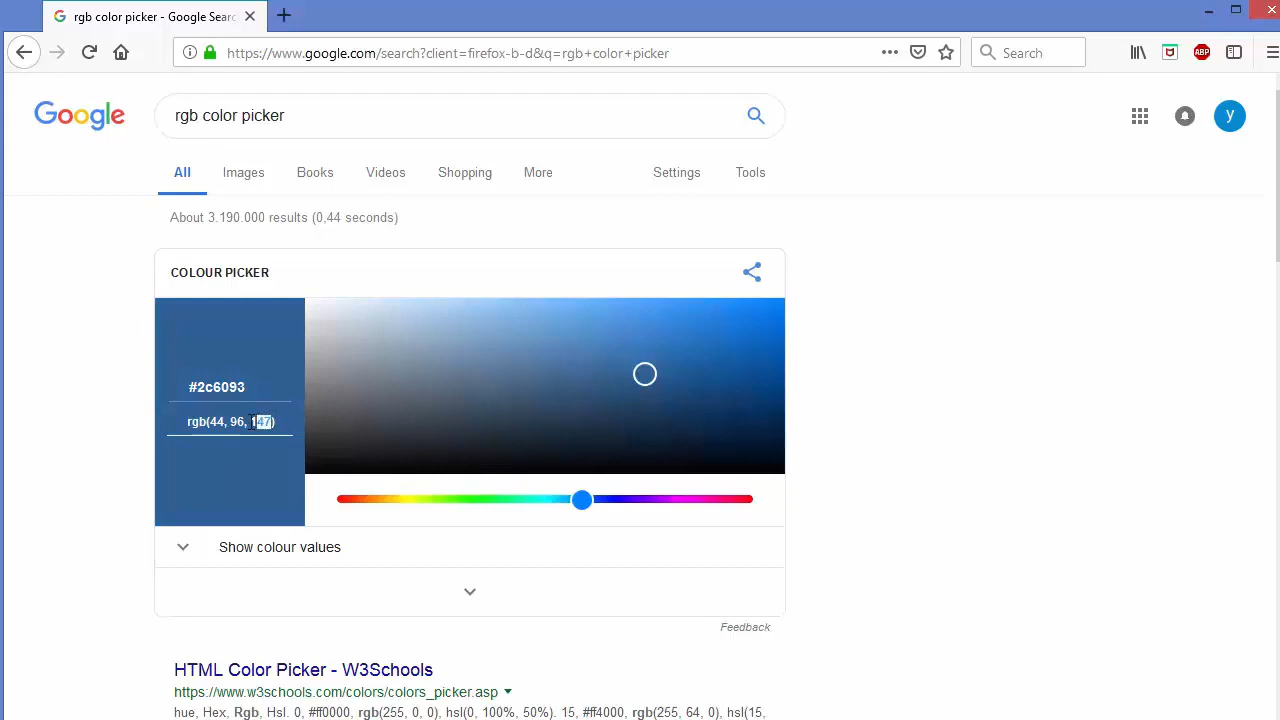 rgb color picker - Google Searc
https://www.google.com/search?client=firefox-b-d&q=rgb+color+picker
Search
ABP
Google
rgb color picker
y
All
Images
Books
Videos
Shopping
More
Settings
Tools
About 3.190.000 results (0,44 seconds)
COLOUR PICKER
#2c6093
rgb(44, 96, 147)
Show colour values
Feedback
HTML Color Picker - W3Schools
https://www.w3schools.com/colors/colors_picker.asp
hue, Hex, Rgb, Hsl. 0, #ff0000, rgb(255, 0, 0), hsl(0, 100%, 50%). 15, #ff4000, rgb(255, 64, 0), hsl(15,